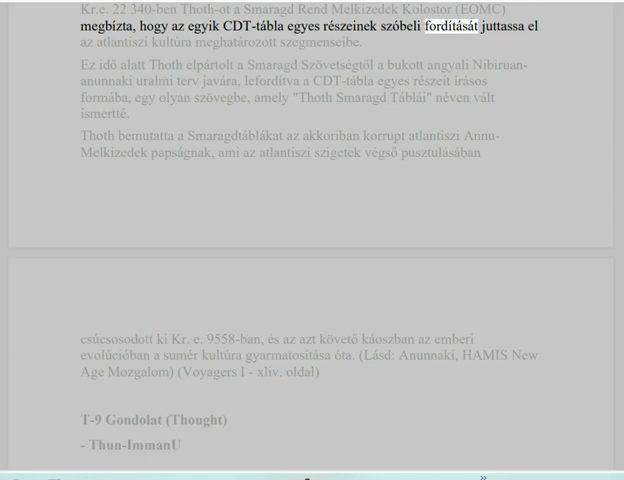 Kr.e. 22 340-ben Thoth-ot a Smaragd Rend Melkizedek Kolostor (EOMC)
megbízta, hogy az egyik CDT-tábla egyes részeinek szóbeli fordítását juttassa el
az atlantiszi kultúra meghatározott szegmenseibe.
Ez idő alatt Thoth elpártolt a Smaragd Szövetségtől a bukott angyali Nibiruan-
anunnaki uralmi terv javára, lefordítva a CDT-tábla egyes részeit írásos
formába, egy olyan szövegbe, amely "Thoth Smaragd Táblái" néven vált
ismertté.
Thoth bemutatta a Smaragdtáblákat az akkoriban korrupt atlantiszi Annu-
Melkizedek papságnak, ami az atlantiszi szigetek végső pusztulásában
csúcsosodott ki Kr. e. 9558-ban, és az azt követő káoszban az emberi
evolúcióban a sumér kultúra gyarmatosítása óta. (Lásd: Anunnaki, HAMIS New
Age Mozgalom) (Voyagers I - xliv. oldal)
T-9 Gondolat (Thought)
- Thun-ImmanU
»